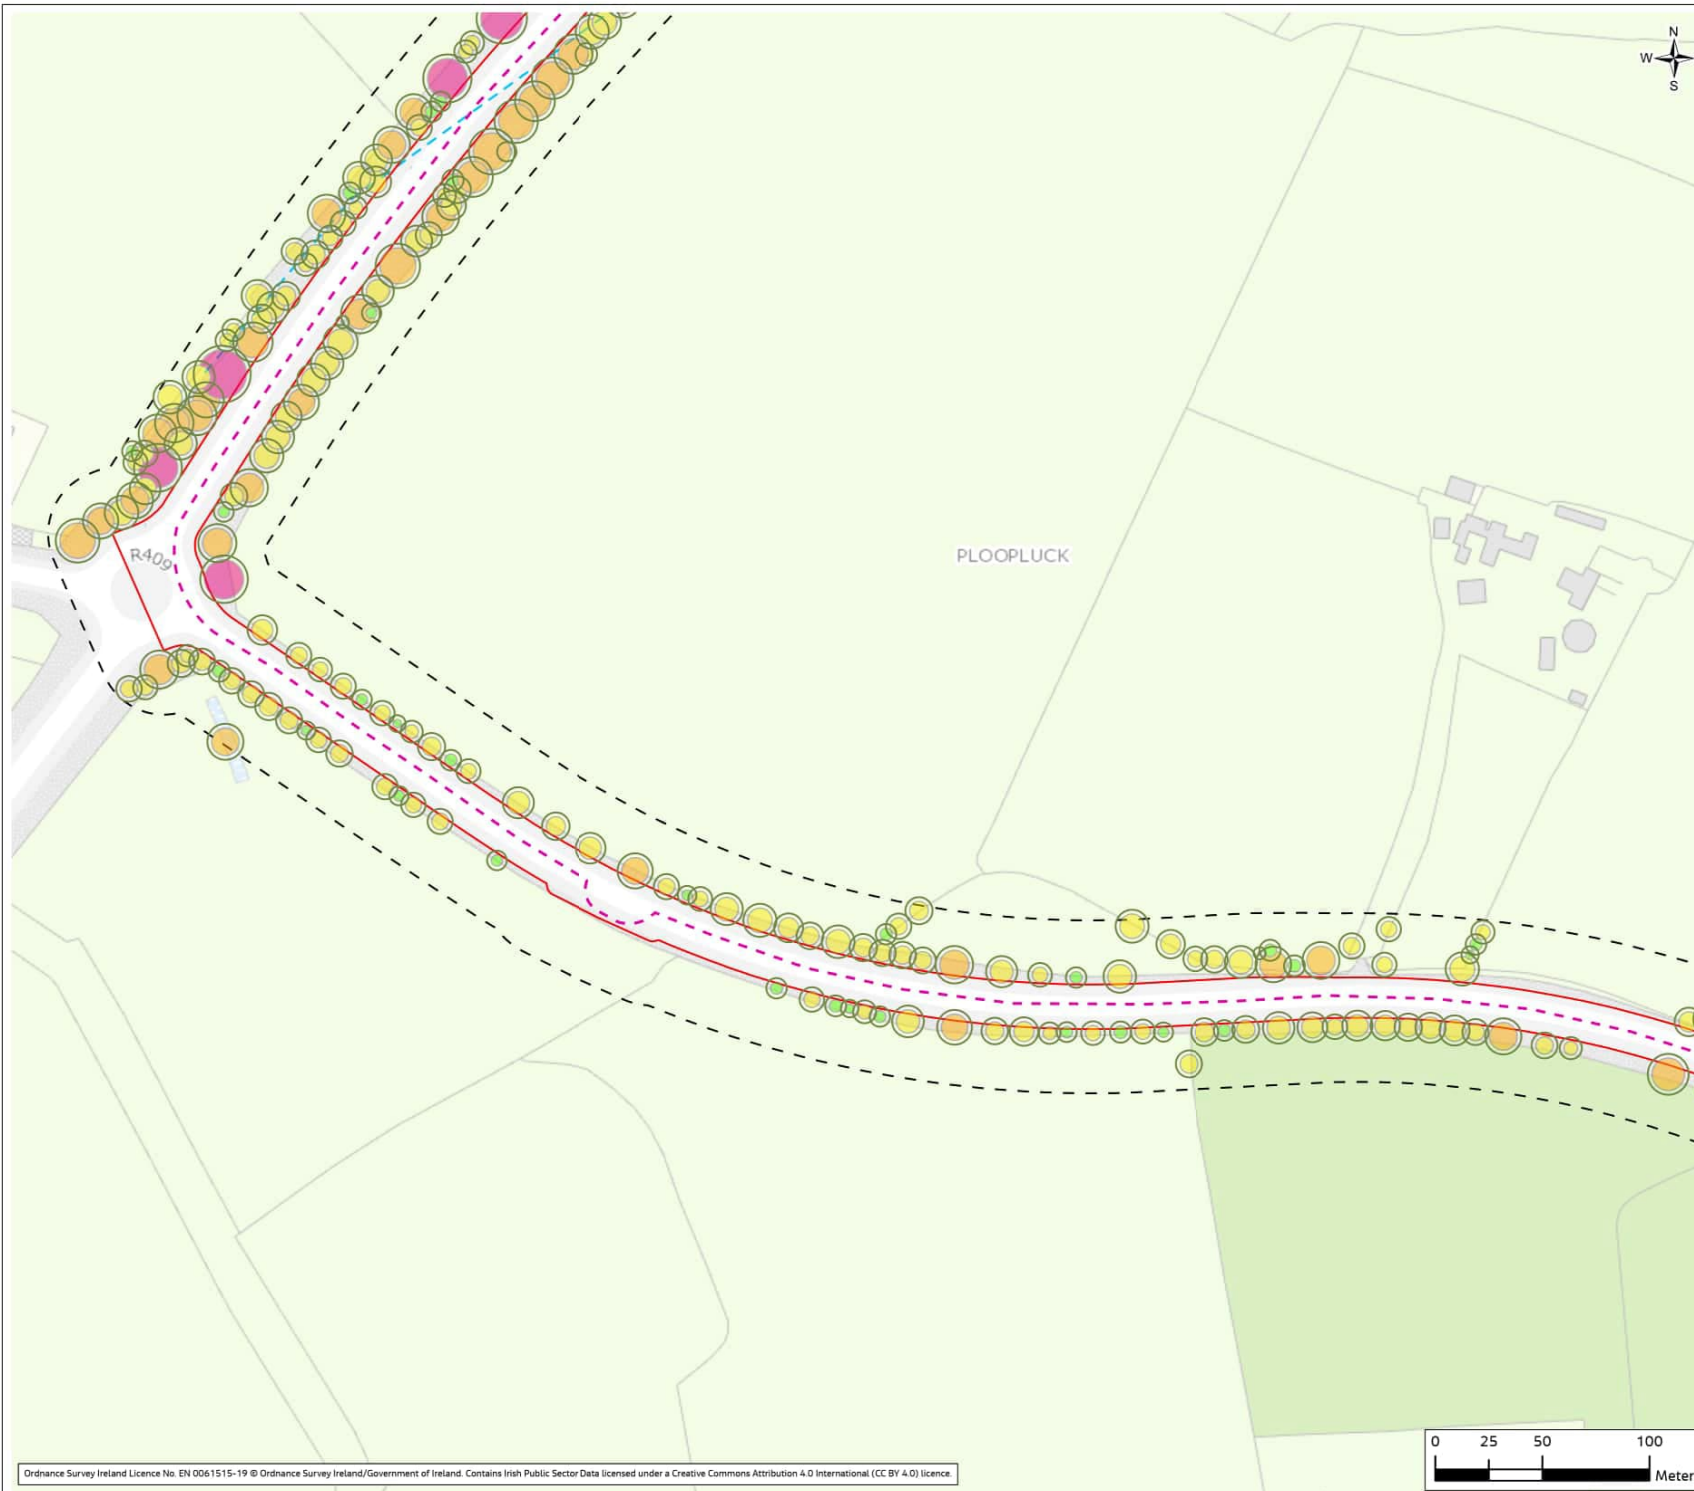 N
W
S
R409
PLOOPLUCK
0 25 50 100
Meter
Ordnance Survey Ireland Licence No. EN 0061515-19 © Ordnance Survey Ireland/Government of Ireland. Contains Irish Public Sector Data licensed under a Creative Commons Attribution 4.0 International (CC BY 4.0) licence.